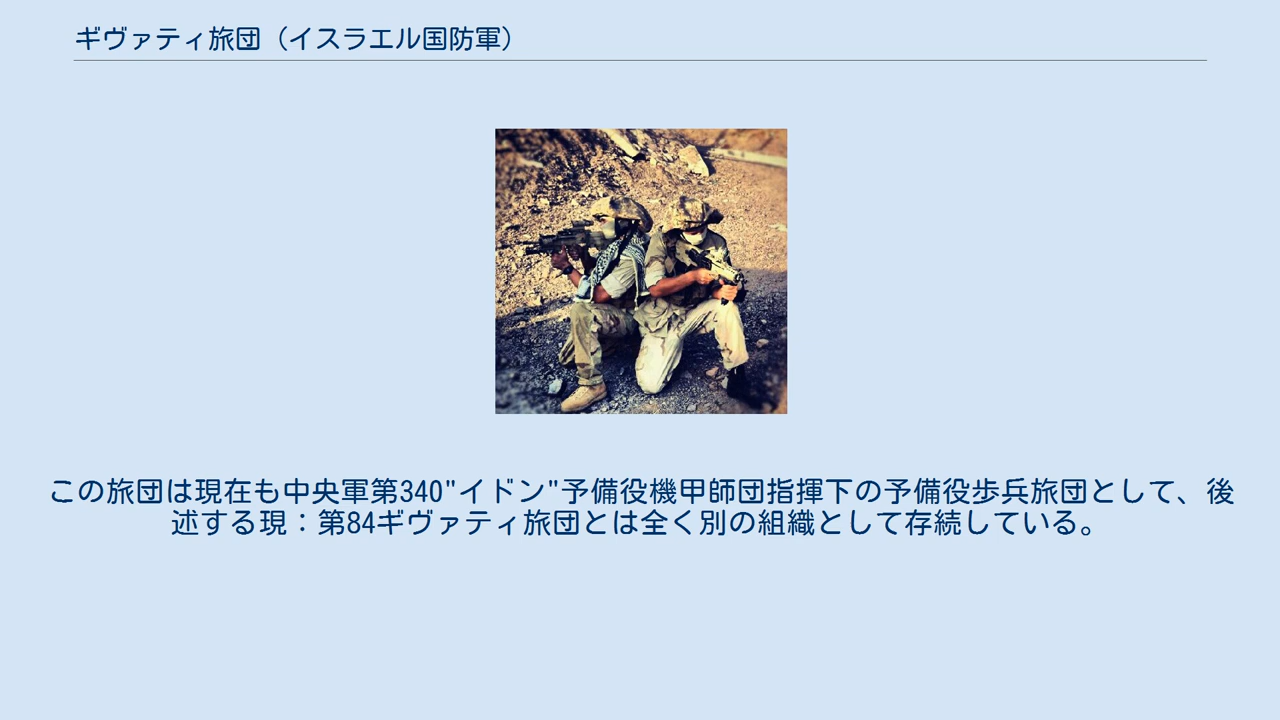 ギヴァティ旅団（イスラエル国防軍）
この旅団は現在も中央軍第340"イドン"予備役機甲師団指揮下の予備役歩兵旅団として、後
述する現：第84ギヴァティ旅団とは全く別の組織として存続している。